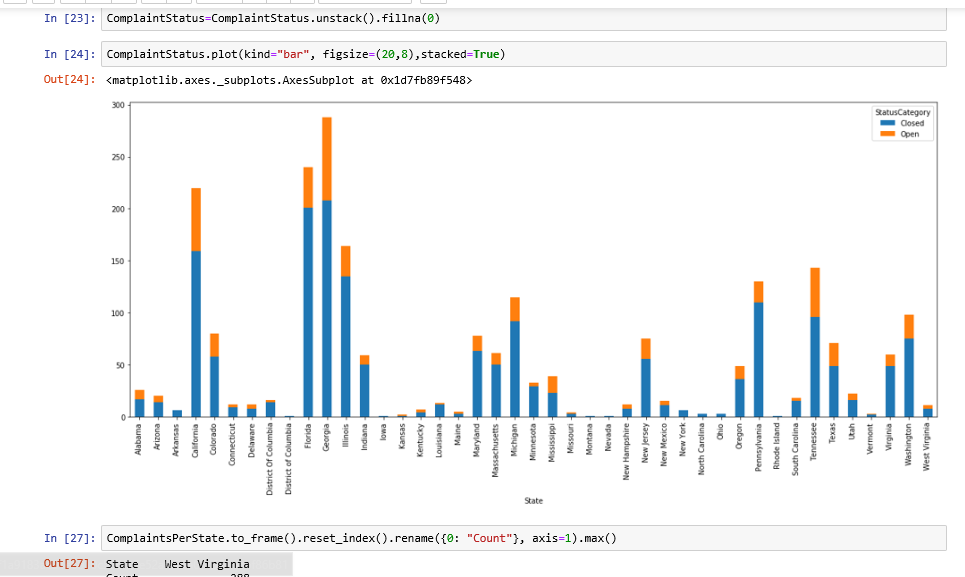 In [23]: ComplaintStatus=ComplaintStatus.unstack().fillna(0)
In [24]: ComplaintStatus.plot(kind="bar", figsize=(20,8),stacked=True)
Out[24]: <matplotlib.axes._subplots.AxesSubplot at 0x1d7fb89f548>
StatusCategory
Closed
Open
300
250
200
150
100
50
0
Alabama
Arizona
Arkansas
California
Colorado
Connecticut
Delaware
District Of Columbia
District of Columbia
Florida
Georgia
Illinois
Indiana
Iowa
Kansas
Kentucky
Louisiana
Maine
Maryland
Massachusetts
Michigan
Minnesota
Mississippi
Missouri
Montana
Nevada
New Hampshire
New Jersey
New Mexico
New York
North Carolina
Ohio
Oregon
Pennsylvania
Rhode Island
South Carolina
Tennessee
Texas
Utah
Vermont
Virginia
Washington
West Virginia
State
In [27]: ComplaintsPerState.to_frame().reset_index().rename({0: "Count"}, axis=1).max()
Out[27]: State West Virginia
Count 288